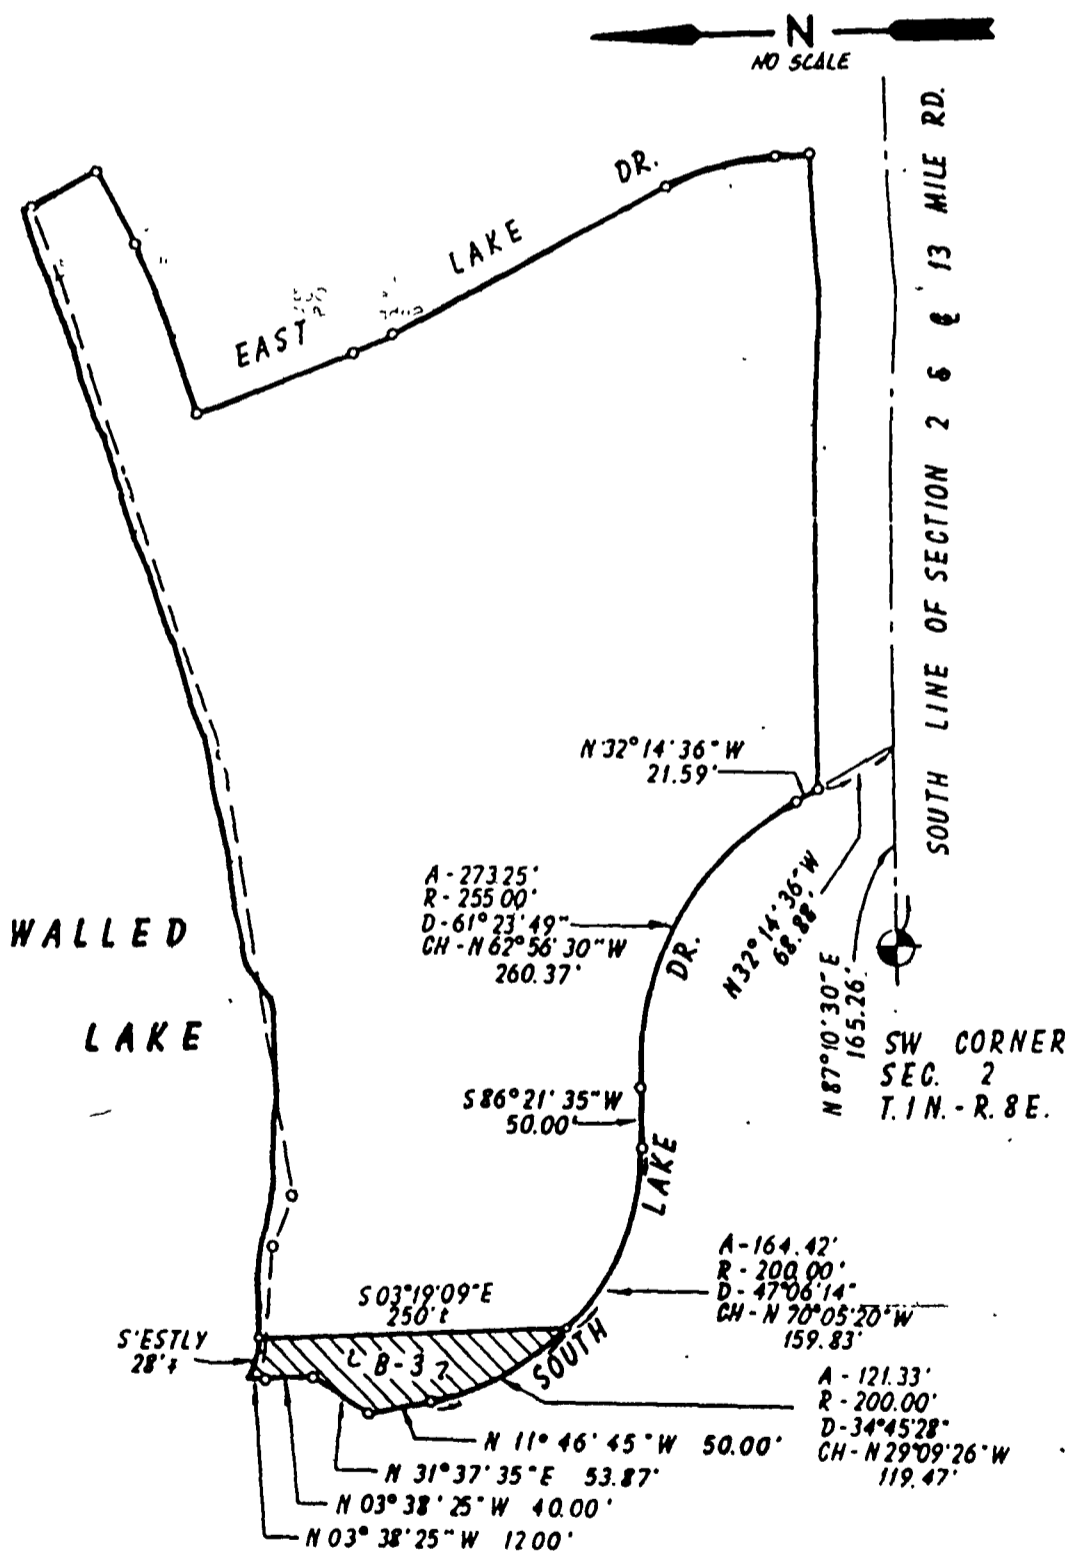 N
NO SCALE
EAST LAKE DR.
SOUTH LINE OF SECTION 2 & ℄ 13 MILE RD.
N 32° 14' 36" W
21.59'
A - 273.25'
R - 255.00'
D - 61° 23' 49"
CH - N 62° 56' 30" W
260.37'
N 32° 14' 36" W
68.88'
N 87° 10' 30" E
165.26'
WALLED
LAKE
SW CORNER
SEC. 2
T. 1 N. - R. 8 E.
S 86° 21' 35" W
50.00'
SOUTH LAKE DR.
A - 164.42'
R - 200.00'
D - 47° 06' 14"
CH - N 70° 05' 20" W
159.83'
S 03° 19' 09" E
250' ±
S'ESTLY
28' ±
B-3
A - 121.33'
R - 200.00'
D - 34° 45' 28"
CH - N 29° 09' 26" W
119.47'
N 11° 46' 45" W 50.00'
N 31° 37' 35" E 53.87'
N 03° 38' 25" W 40.00'
N 03° 38' 25" W 12.00'